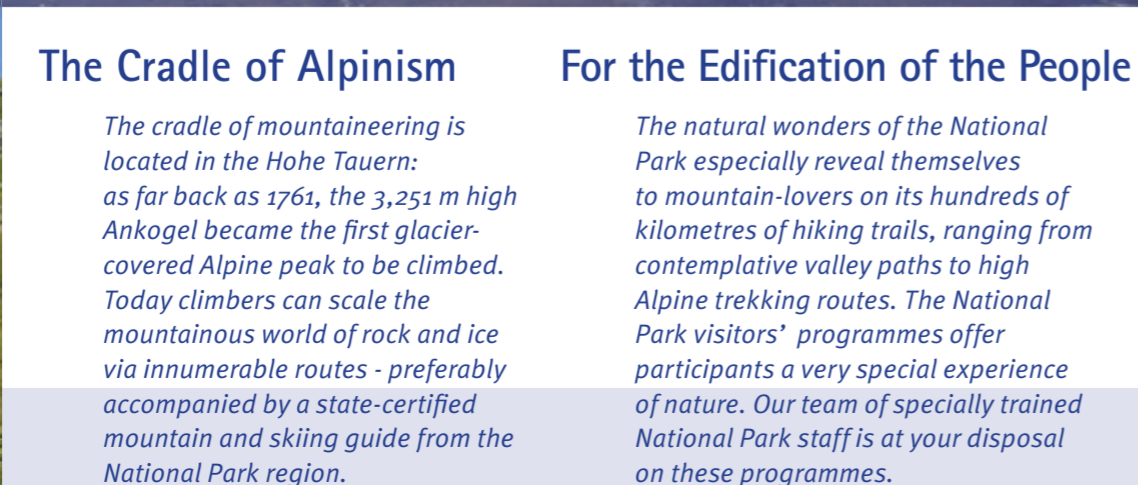 The Cradle of Alpinism
The cradle of mountaineering is
located in the Hohe Tauern:
as far back as 1761, the 3,251 m high
Ankogel became the first glacier-
covered Alpine peak to be climbed.
Today climbers can scale the
mountainous world of rock and ice
via innumerable routes - preferably
accompanied by a state-certified
mountain and skiing guide from the
National Park region.
For the Edification of the People
The natural wonders of the National
Park especially reveal themselves
to mountain-lovers on its hundreds of
kilometres of hiking trails, ranging from
contemplative valley paths to high
Alpine trekking routes. The National
Park visitors’ programmes offer
participants a very special experience
of nature. Our team of specially trained
National Park staff is at your disposal
on these programmes.